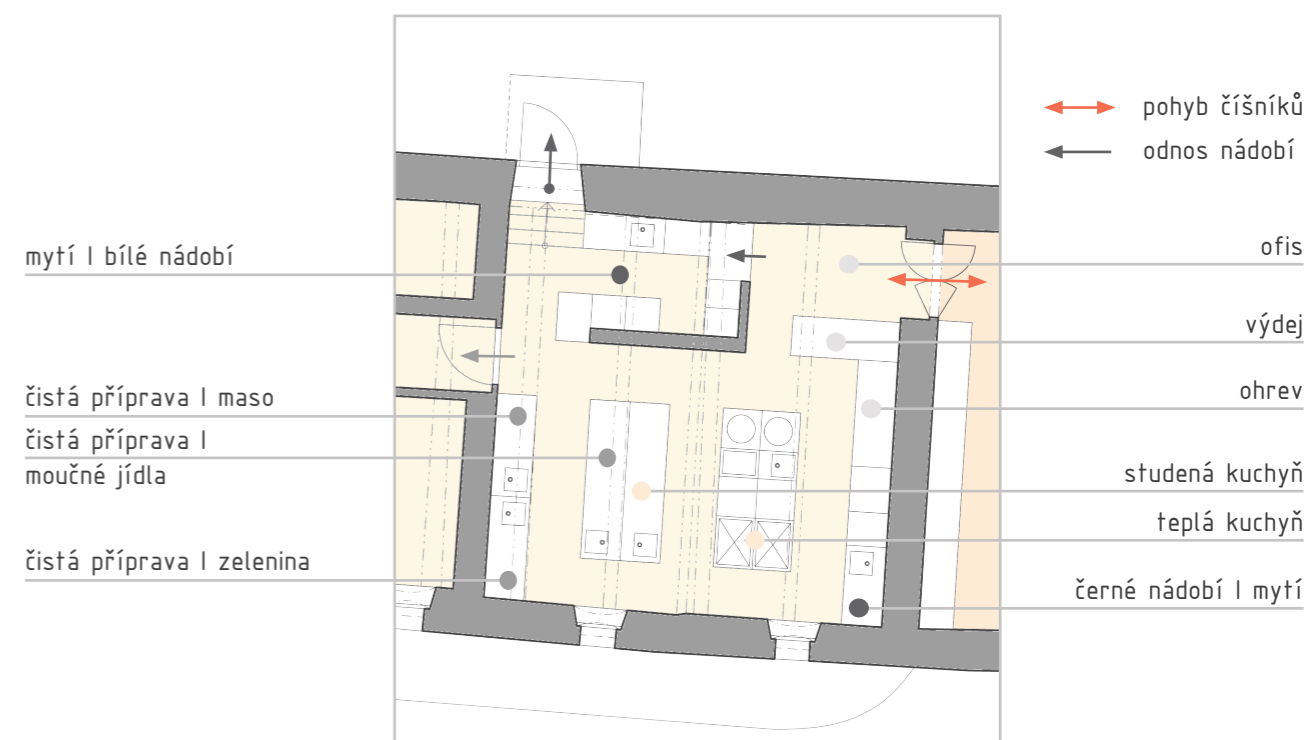 pohyb číšníků
odnos nádobí
mytí I bílé nádobí
čistá příprava I maso
čistá příprava I
moučné jídla
čistá příprava I zelenina
ofis
výdej
ohrev
studená kuchyň
teplá kuchyň
černé nádobí I mytí